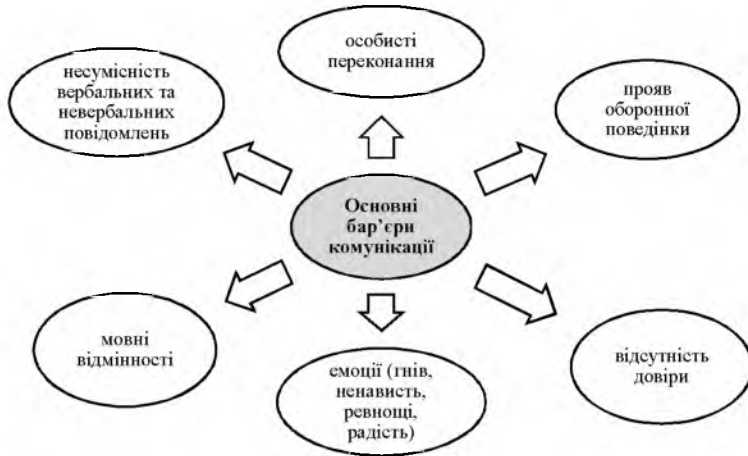 особисті
переконання
несумісність
вербальних та
невербальних
повідомлень
прояв
оборонної
поведінки
Основні
бар’єри
комунікації
мовні
відмінності
емоції (гнів,
ненависть,
ревнощі,
радість)
відсутність
довіри